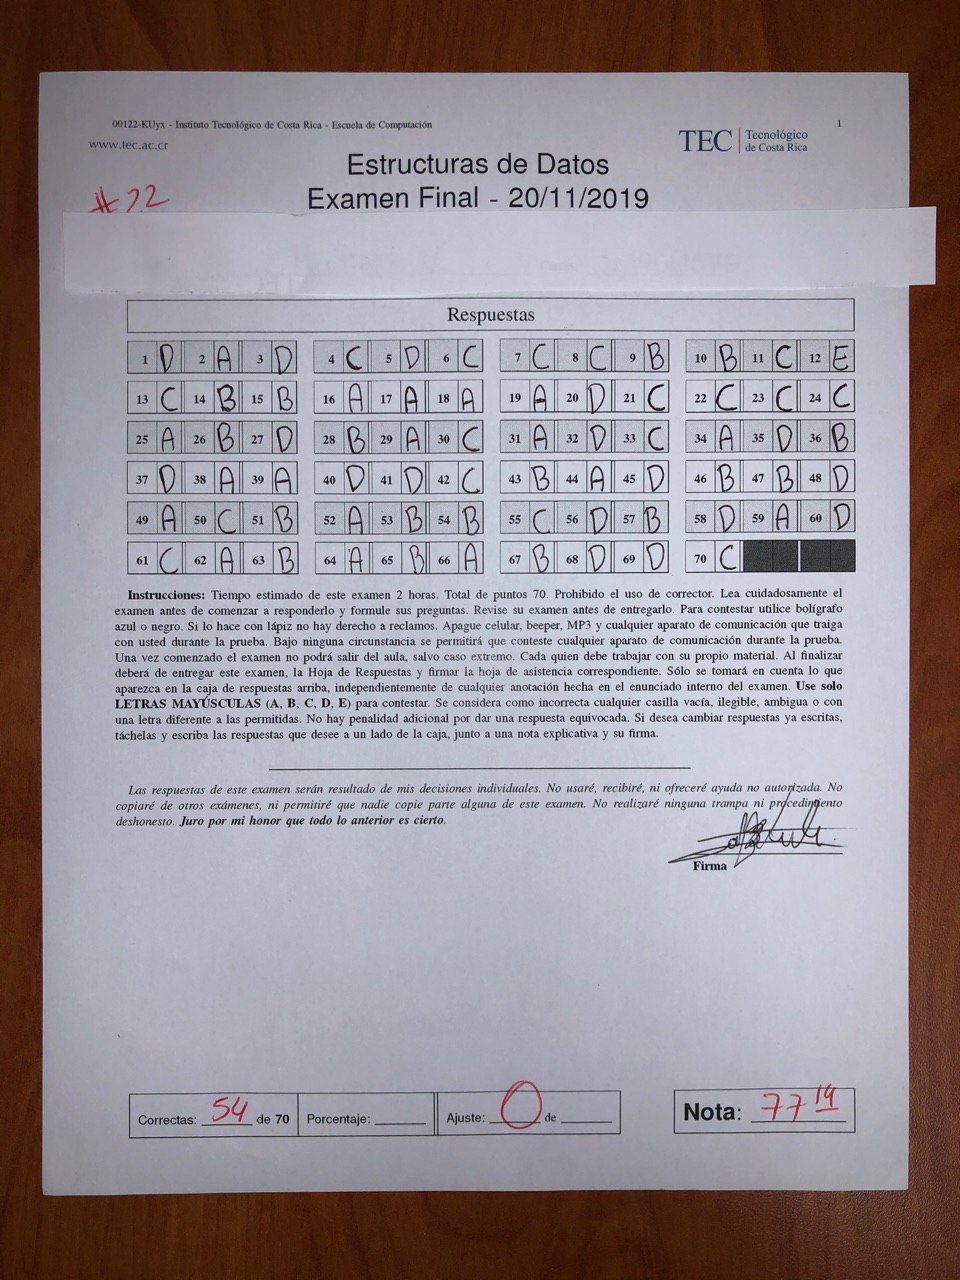 00122-KUyx - Instituto Tecnológico de Costa Rica - Escuela de Computación 1
www.tec.ac.cr
TEC Tecnológico
de Costa Rica
Estructuras de Datos
Examen Final - 20/11/2019
#22
Respuestas
1 D 2 A 3 D 4 C 5 D 6 C 7 C 8 C 9 B 10 B 11 C 12 E
13 C 14 B 15 B 16 A 17 A 18 A 19 A 20 D 21 C 22 C 23 C 24 C
25 A 26 B 27 D 28 B 29 A 30 C 31 A 32 D 33 C 34 A 35 D 36 B
37 D 38 A 39 A 40 D 41 D 42 C 43 B 44 A 45 D 46 B 47 B 48 D
49 A 50 C 51 B 52 A 53 B 54 B 55 C 56 D 57 B 58 D 59 A 60 D
61 C 62 A 63 B 64 A 65 B 66 A 67 B 68 D 69 D 70 C
Instrucciones: Tiempo estimado de este examen 2 horas. Total de puntos 70. Prohibido el uso de corrector. Lea cuidadosamente el
examen antes de comenzar a responderlo y formule sus preguntas. Revise su examen antes de entregarlo. Para contestar utilice bolígrafo
azul o negro. Si lo hace con lápiz no hay derecho a reclamos. Apague celular, beeper, MP3 y cualquier aparato de comunicación que traiga
con usted durante la prueba. Bajo ninguna circunstancia se permitirá que conteste cualquier aparato de comunicación durante la prueba.
Una vez comenzado el examen no podrá salir del aula, salvo caso extremo. Cada quien debe trabajar con su propio material. Al finalizar
deberá de entregar este examen, la Hoja de Respuestas y firmar la hoja de asistencia correspondiente. Sólo se tomará en cuenta lo que
aparezca en la caja de respuestas arriba, independientemente de cualquier anotación hecha en el enunciado interno del examen. Use solo
LETRAS MAYÚSCULAS (A, B, C, D, E) para contestar. Se considera como incorrecta cualquier casilla vacía, ilegible, ambigua o con
una letra diferente a las permitidas. No hay penalidad adicional por dar una respuesta equivocada. Si desea cambiar respuestas ya escritas,
táchelas y escriba las respuestas que desee a un lado de la caja, junto a una nota explicativa y su firma.
Las respuestas de este examen serán resultado de mis decisiones individuales. No usaré, recibiré, ni ofreceré ayuda no autorizada. No
copiaré de otros exámenes, ni permitiré que nadie copie parte alguna de este examen. No realizaré ninguna trampa ni procedimiento
deshonesto. Juro por mi honor que todo lo anterior es cierto.
Firma
Correctas: 54 de 70 Porcentaje: Ajuste: 0 de Nota: 77 14